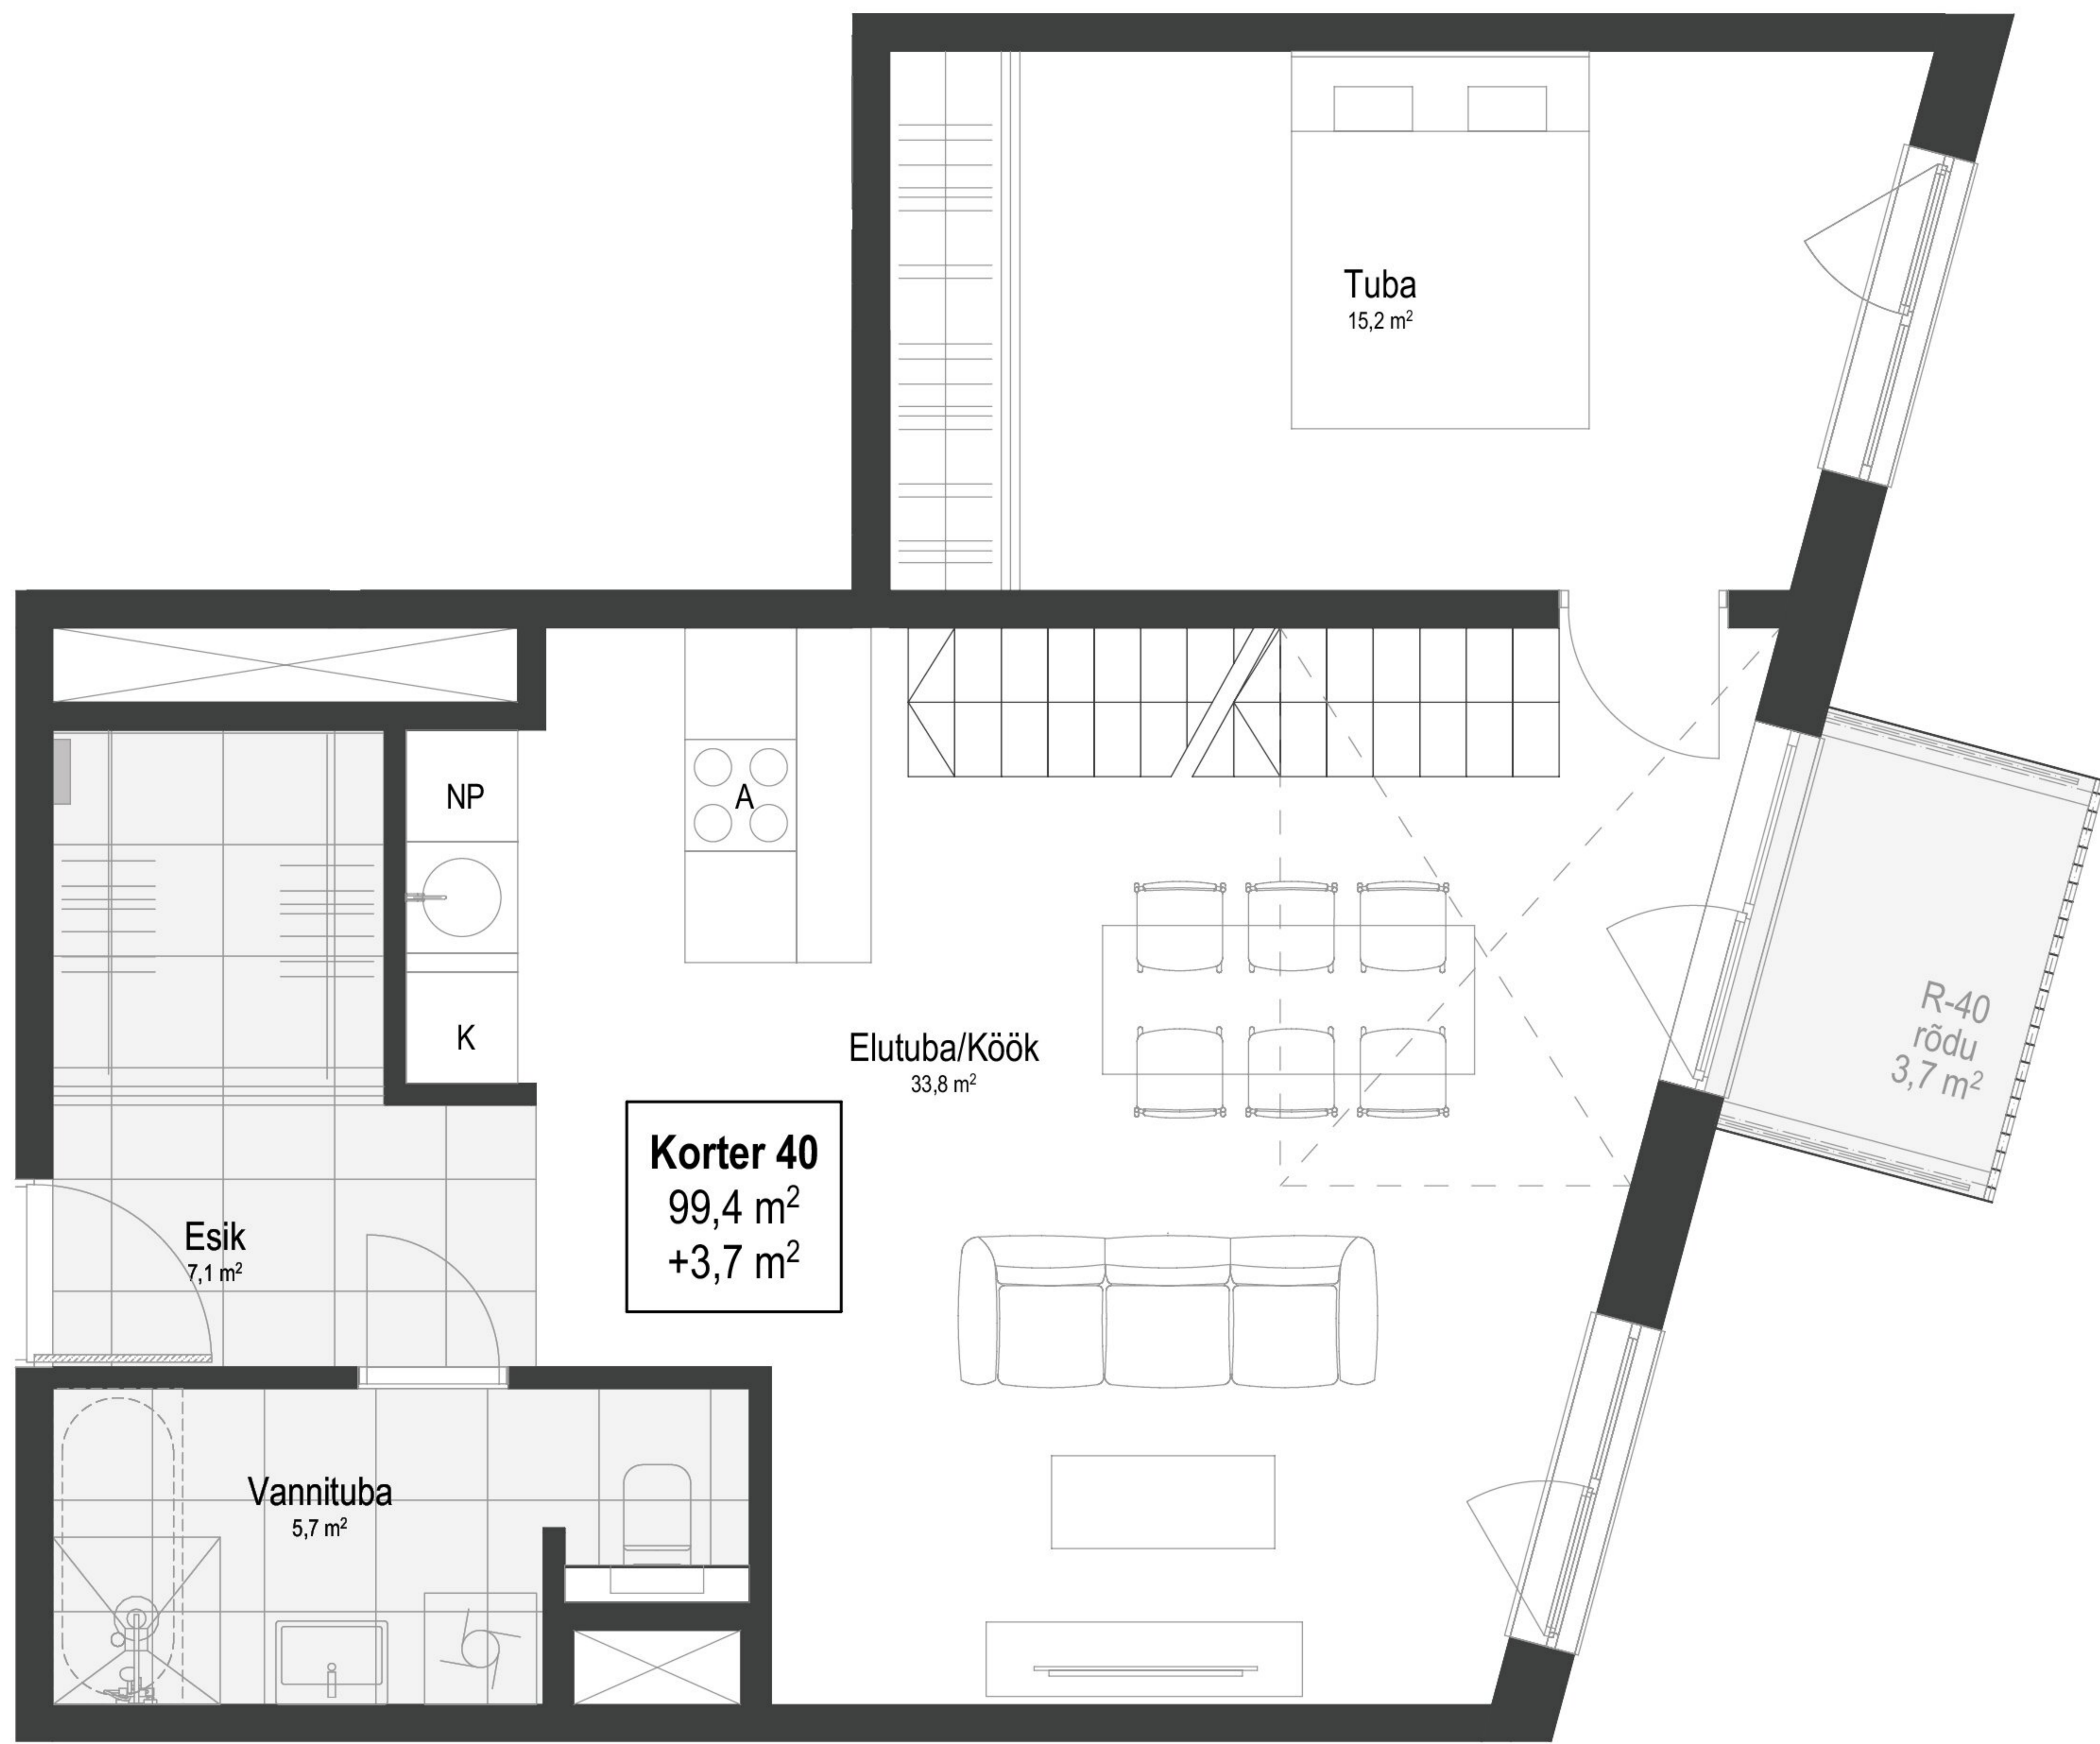 Tuba
15,2 m²
NP
A
K
Elutuba/Köök
33,8 m²
R-40
rõdu
3,7 m²
Korter 40
99,4 m²
+3,7 m²
Esik
7,1 m²
Vannituba
5,7 m²